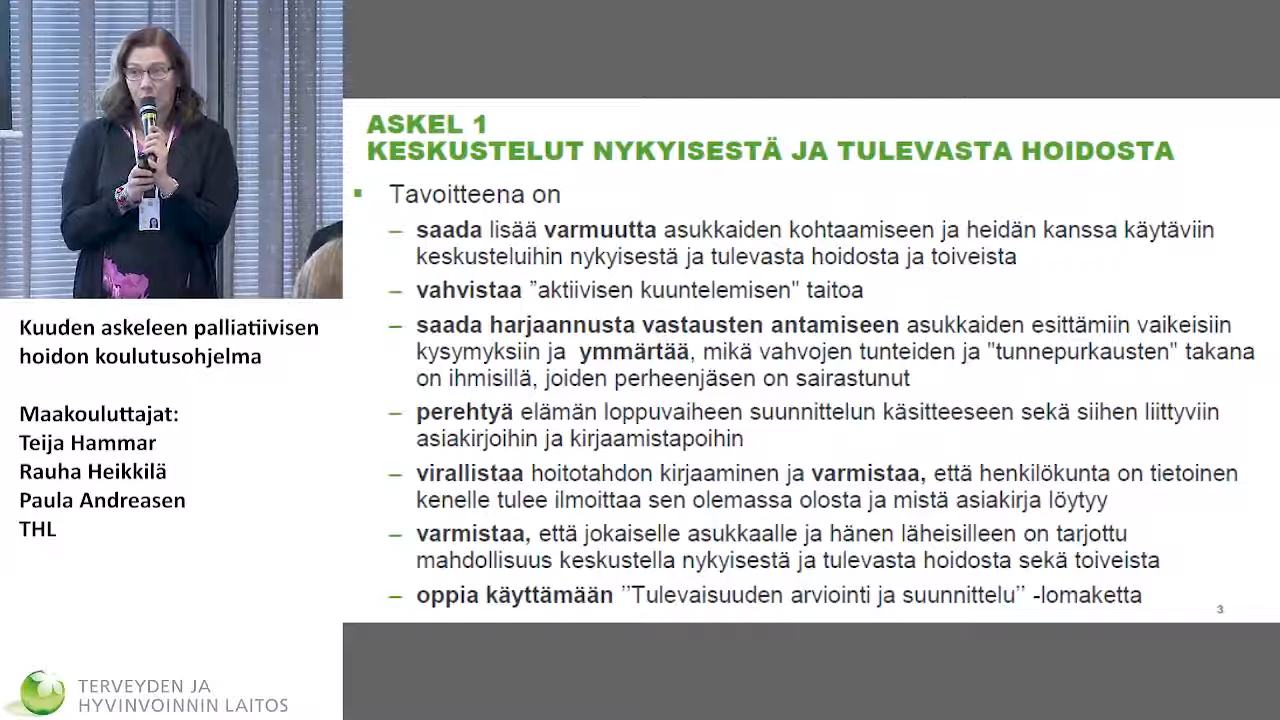 Kuuden askeleen palliatiivisen
hoidon koulutusohjelma
Maakouluttajat:
Teija Hammar
Rauha Heikkilä
Paula Andreasen
THL
TERVEYDEN JA
HYVINVOINNIN LAITOS
ASKEL 1
KESKUSTELUT NYKYISESTÄ JA TULEVASTA HOIDOSTA
▪ Tavoitteena on
– saada lisää varmuutta asukkaiden kohtaamiseen ja heidän kanssa käytäviin
keskusteluihin nykyisestä ja tulevasta hoidosta ja toiveista
– vahvistaa ”aktiivisen kuuntelemisen" taitoa
– saada harjaannusta vastausten antamiseen asukkaiden esittämiin vaikeisiin
kysymyksiin ja ymmärtää, mikä vahvojen tunteiden ja "tunnepurkausten" takana
on ihmisillä, joiden perheenjäsen on sairastunut
– perehtyä elämän loppuvaiheen suunnittelun käsitteeseen sekä siihen liittyviin
asiakirjoihin ja kirjaamistapoihin
– virallistaa hoitotahdon kirjaaminen ja varmistaa, että henkilökunta on tietoinen
kenelle tulee ilmoittaa sen olemassa olosta ja mistä asiakirja löytyy
– varmistaa, että jokaiselle asukkaalle ja hänen läheisilleen on tarjottu
mahdollisuus keskustella nykyisestä ja tulevasta hoidosta sekä toiveista
– oppia käyttämään ”Tulevaisuuden arviointi ja suunnittelu” -lomaketta
3